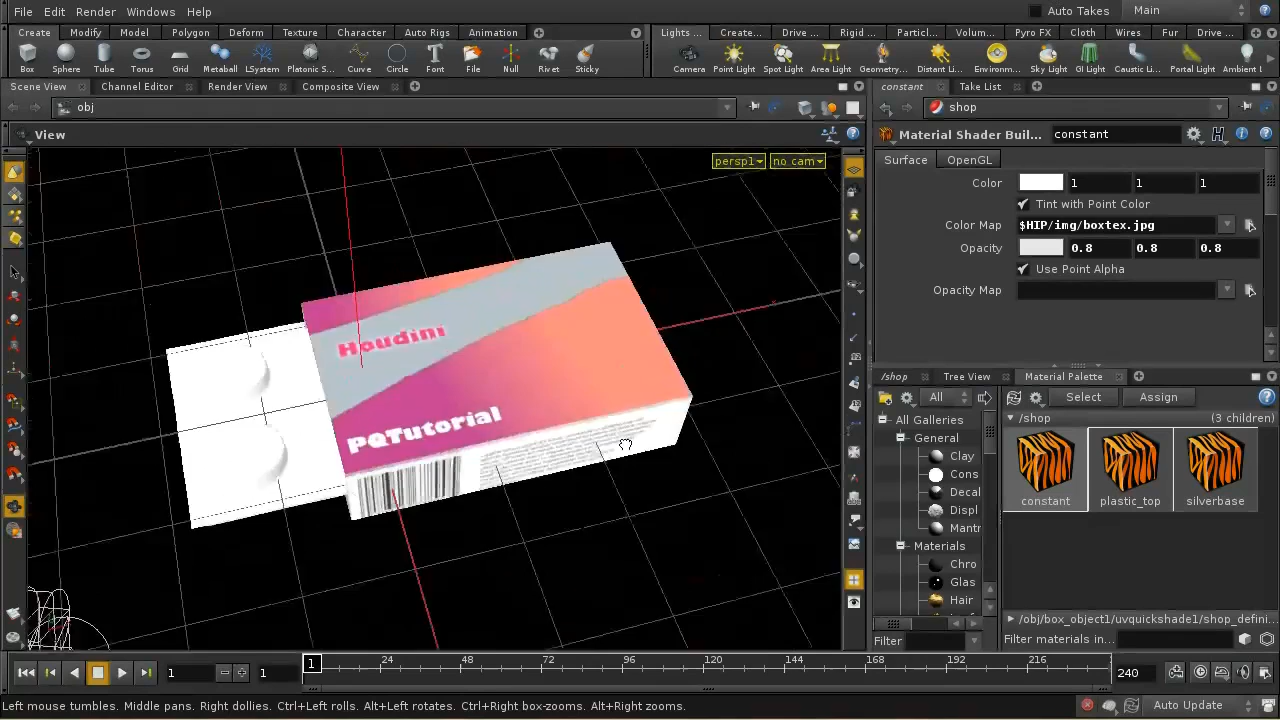 File Edit Render Windows Help Auto Takes Main
Create Modify Model Polygon Deform Texture Character Auto Rigs Animation Lights ... Create... Drive ... Rigid ... Particl... Volum... Pyro FX Cloth Wires Fur Drive ...
Box Sphere Tube Torus Grid Metaball LSystem Platonic S... Curve Circle Font File Null Rivet Sticky Camera Point Light Spot Light Area Light Geometry... Distant Li... Environm... Sky Light GI Light Caustic Li... Portal Light Ambient L
Scene View Channel Editor Render View Composite View constant Take List
obj shop
View Material Shader Buil... constant
persp1 no cam Surface OpenGL
Color 1 1 1
Tint with Point Color
Color Map $HIP/img/boxtex.jpg
Opacity 0.8 0.8 0.8
Use Point Alpha
Opacity Map
Houdini
PQTutorial
/shop Tree View Material Palette
All Select Assign
All Galleries /shop (3 children)
General
Clay
Cons
Decal
Displ
Mantr
constant plastic_top silverbase
Materials
Chro
Glas
Hair
/obj/box_object1/uvquickshade1/shop_defini...
Filter Filter materials in...
1 1 1 24 48 72 96 120 144 168 192 216 240
Left mouse tumbles. Middle pans. Right dollies. Ctrl+Left rolls. Alt+Left rotates. Ctrl+Right box-zooms. Alt+Right zooms. Auto Update